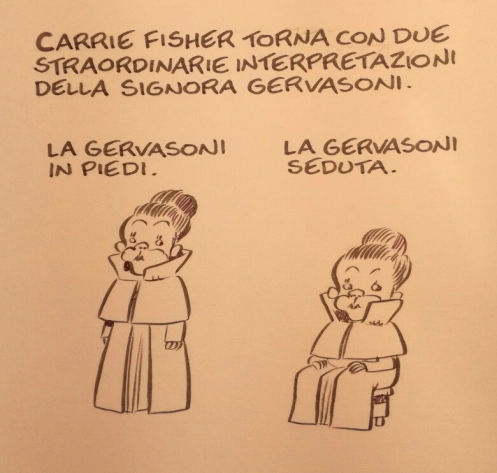 CARRIE FISHER TORNA CON DUE
STRAORDINARIE INTERPRETAZIONI
DELLA SIGNORA GERVASONI.
LA GERVASONI
IN PIEDI.
LA GERVASONI
SEDUTA.